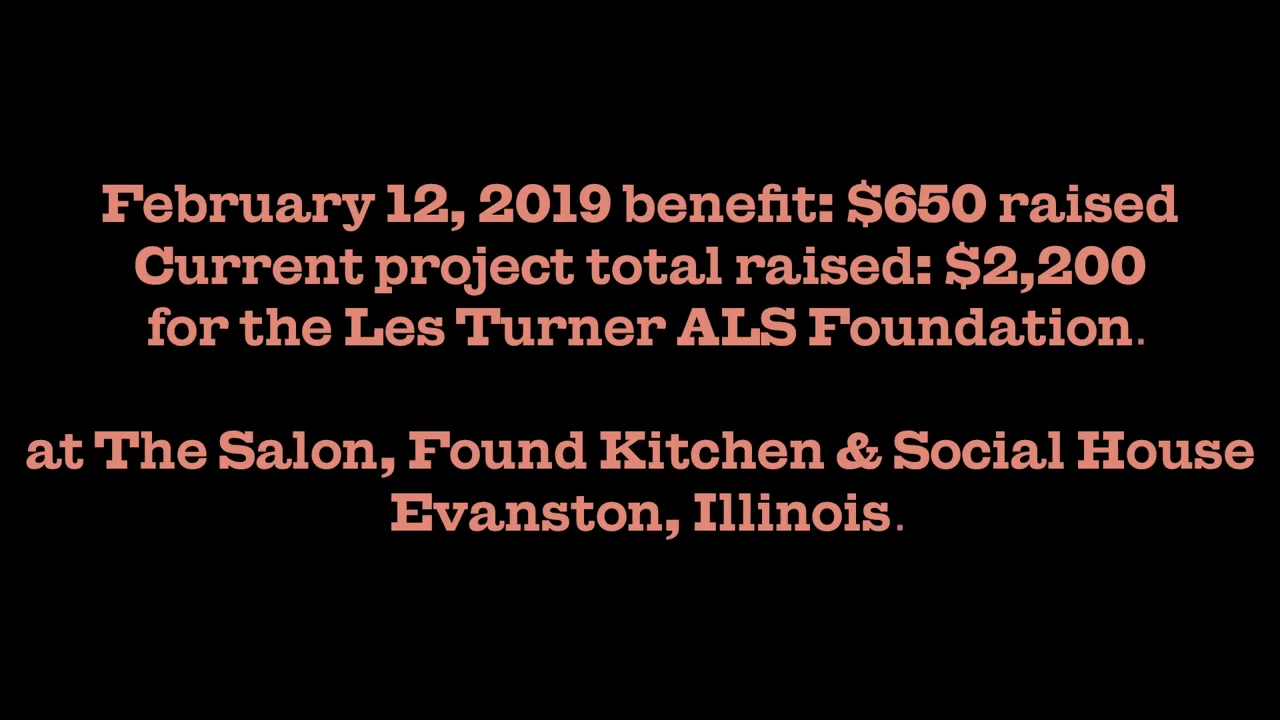 February 12, 2019 benefit: $650 raised
Current project total raised: $2,200
for the Les Turner ALS Foundation.
at The Salon, Found Kitchen & Social House
Evanston, Illinois.